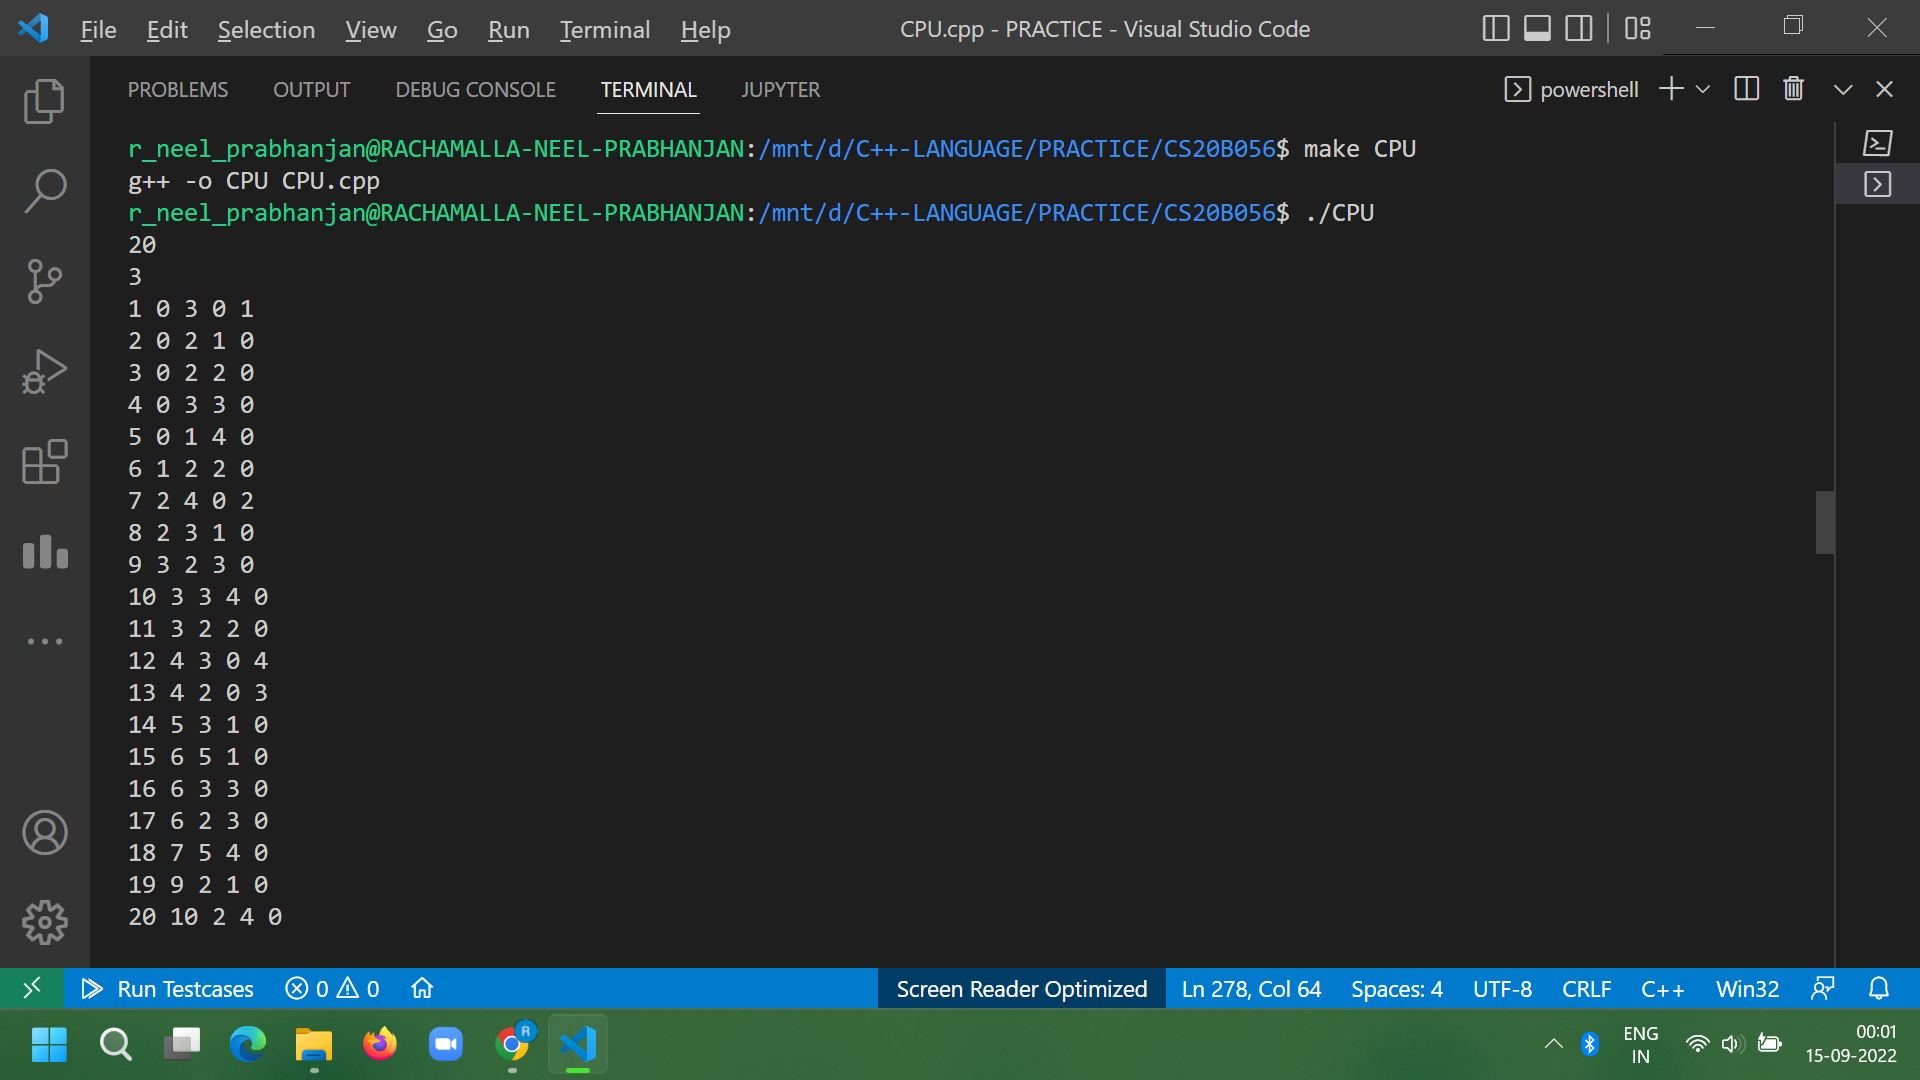 File Edit Selection View Go Run Terminal Help CPU.cpp - PRACTICE - Visual Studio Code
PROBLEMS OUTPUT DEBUG CONSOLE TERMINAL JUPYTER powershell
r_neel_prabhanjan@RACHAMALLA-NEEL-PRABHANJAN:/mnt/d/C++-LANGUAGE/PRACTICE/CS20B056$ make CPU
g++ -o CPU CPU.cpp
r_neel_prabhanjan@RACHAMALLA-NEEL-PRABHANJAN:/mnt/d/C++-LANGUAGE/PRACTICE/CS20B056$ ./CPU
20
3
1 0 3 0 1
2 0 2 1 0
3 0 2 2 0
4 0 3 3 0
5 0 1 4 0
6 1 2 2 0
7 2 4 0 2
8 2 3 1 0
9 3 2 3 0
10 3 3 4 0
11 3 2 2 0
12 4 3 0 4
13 4 2 0 3
14 5 3 1 0
15 6 5 1 0
16 6 3 3 0
17 6 2 3 0
18 7 5 4 0
19 9 2 1 0
20 10 2 4 0
Run Testcases 0 0 Screen Reader Optimized Ln 278, Col 64 Spaces: 4 UTF-8 CRLF C++ Win32
R
ENG
IN
00:01
15-09-2022